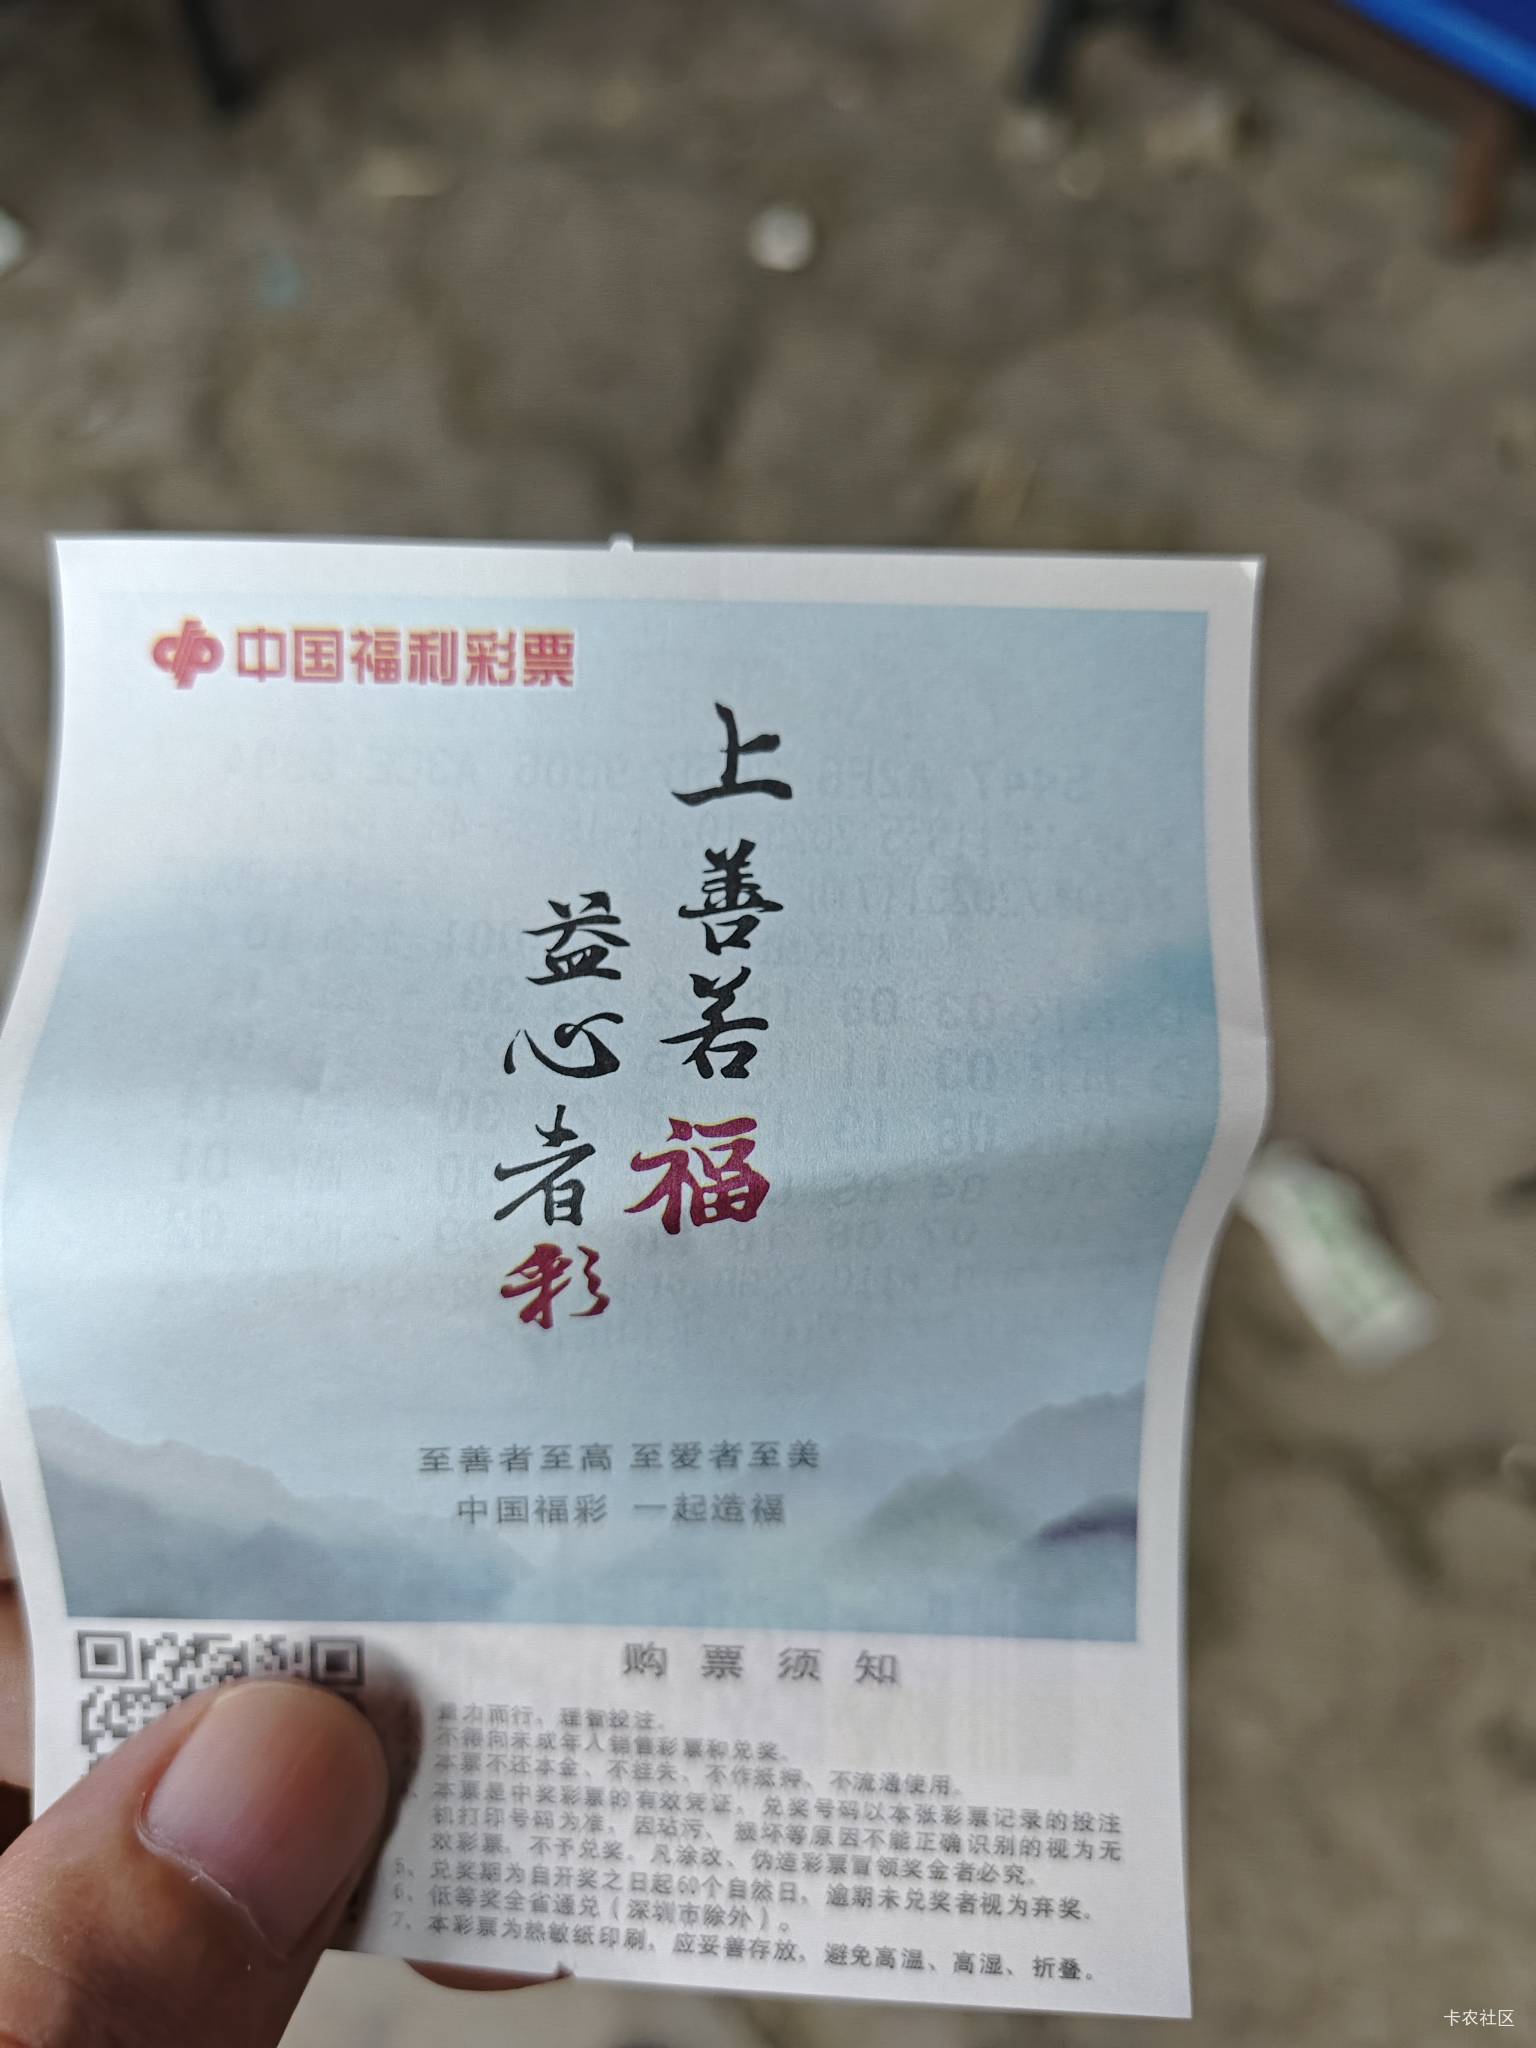 中国福利彩票
上善若福
益心者彩
至善者至高 至爱者至美
中国福彩 一起造福
购票须知
量力而行，理智投注。
不得向未成年人销售彩票和兑奖。
本票不还本金、不挂失、不作抵押、不流通使用。
、本票是中奖彩票的有效凭证，兑奖号码以本张彩票记录的投注
机打印号码为准，因玷污、损坏等原因不能正确识别的视为无
效彩票，不予兑奖。凡涂改、伪造彩票冒领奖金者必究。
5、兑奖期为自开奖之日起60个自然日，逾期未兑奖者视为弃奖。
6、低等奖全省通兑（深圳市除外）。
7、本彩票为热敏纸印刷，应妥善存放，避免高温、高湿、折叠。
卡农社区